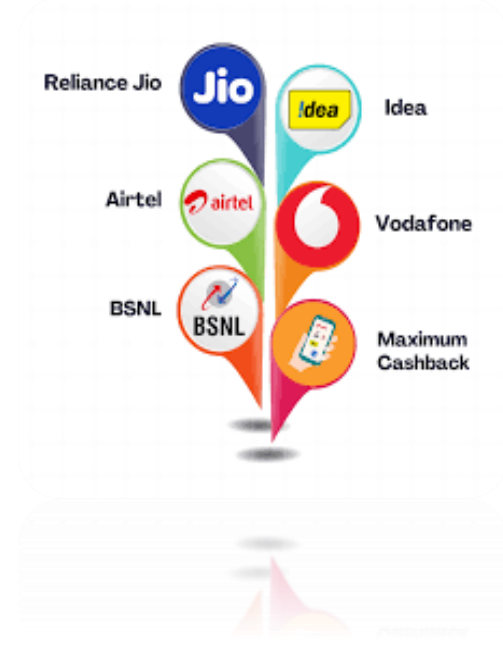 Reliance Jio
Jio
!dea
Idea
Airtel
airtel
Vodafone
BSNL
BSNL
Maximum
Cashback